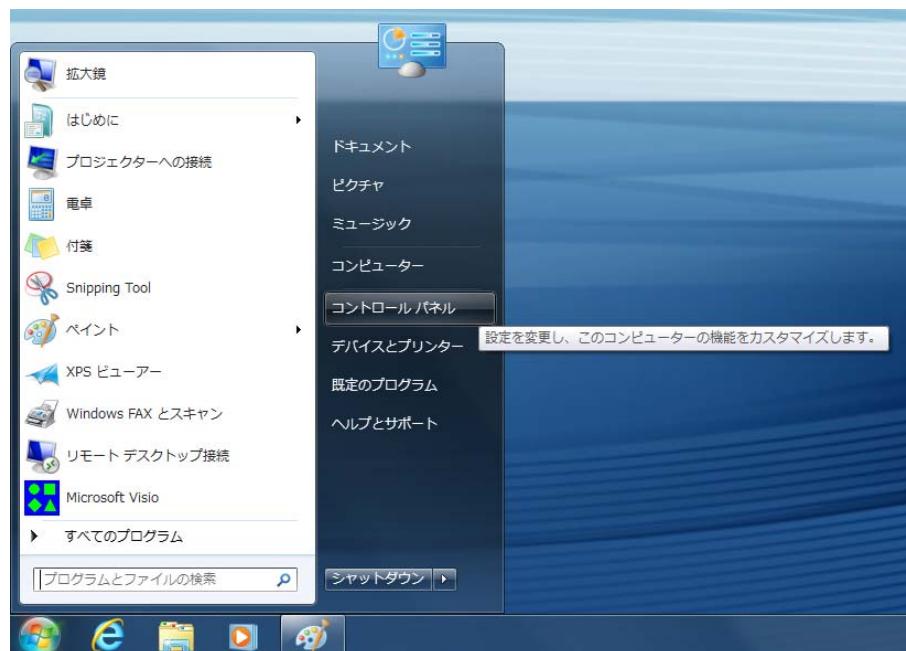 拡大鏡
はじめに
プロジェクターへの接続
電卓
付箋
Snipping Tool
ペイント
XPS ビューアー
Windows FAX とスキャン
リモート デスクトップ接続
Microsoft Visio
すべてのプログラム
プログラムとファイルの検索
ドキュメント
ピクチャ
ミュージック
コンピューター
コントロール パネル
設定を変更し、このコンピューターの機能をカスタマイズします。
デバイスとプリンター
既定のプログラム
ヘルプとサポート
シャットダウン